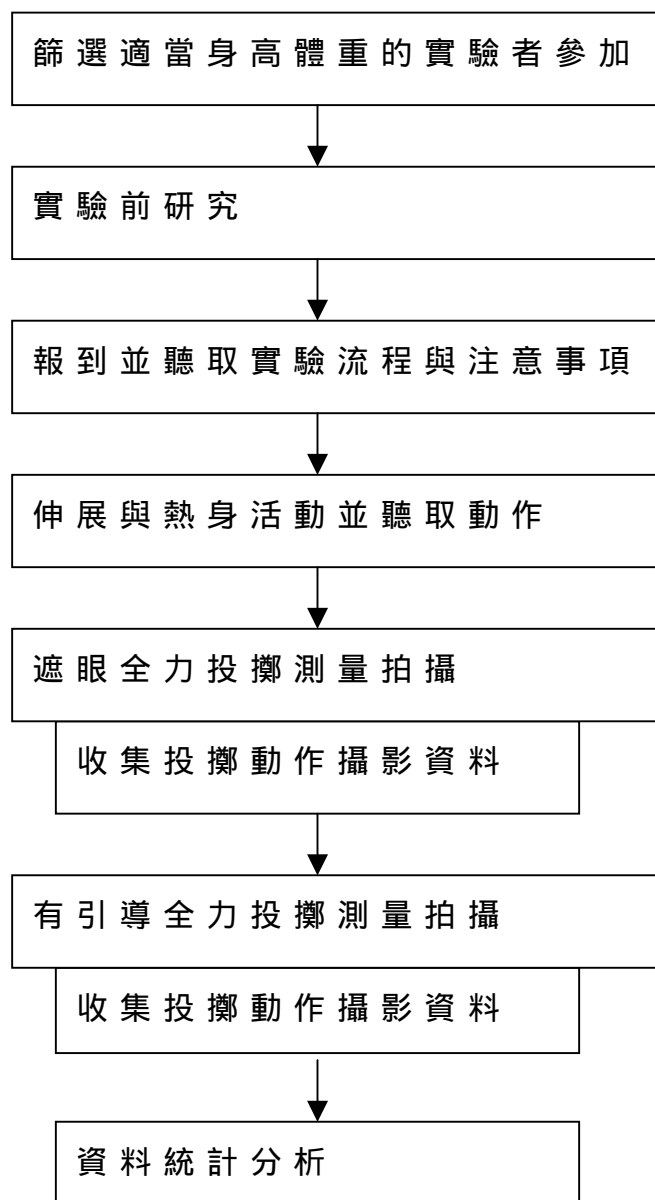 篩選適當身高體重的實驗者參加
實驗前研究
報到並聽取實驗流程與注意事項
伸展與熱身活動並聽取動作
遮眼全力投擲測量拍攝
收集投擲動作攝影資料
有引導全力投擲測量拍攝
收集投擲動作攝影資料
資料統計分析